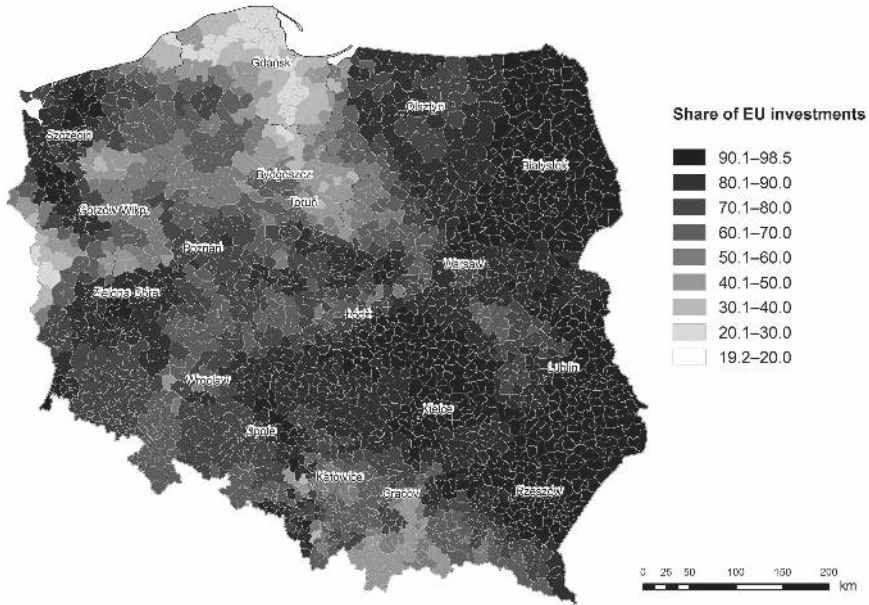 Gdańsk
Olsztyn
Szczecin
Białystok
Bydgoszcz
Toruń
Gorzów Wlkp.
Poznań
Warsaw
Zielona Góra
Łódź
Lublin
Wrocław
Kielce
Opole
Katowice
Cracov
Rzeszów
Share of EU investments
90.1–98.5
80.1–90.0
70.1–80.0
60.1–70.0
50.1–60.0
40.1–50.0
30.1–40.0
20.1–30.0
19.2–20.0
0 25 50 100 150 200
km